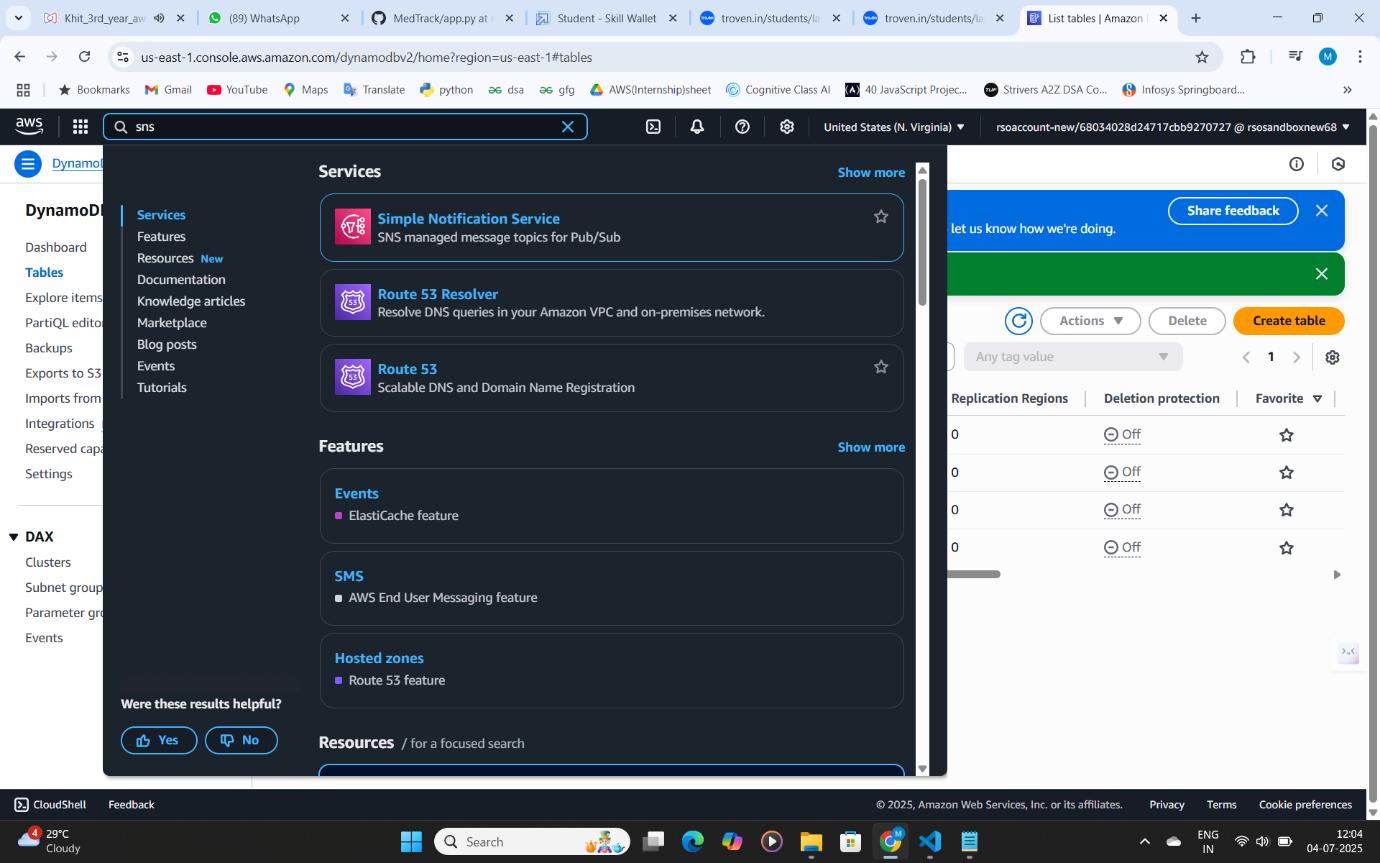 Khit_3rd_year_aw
(89) WhatsApp
MedTrack/app.py at
Student - Skill Wallet
troven.in/students/la
troven.in/students/la
List tables | Amazon
us-east-1.console.aws.amazon.com/dynamodbv2/home?region=us-east-1#tables
M
Bookmarks
Gmail
YouTube
Maps
Translate
python
dsa
gfg
AWS(Internship)sheet
Cognitive Class AI
40 JavaScript Projec...
Strivers A2Z DSA Co...
Infosys Springboard...
aws
sns
United States (N. Virginia)
rsoaccount-new/68034028d24717cbb9270727 @ rsosandboxnew68
DynamoD
Services
Show more
Services
Features
Resources New
Documentation
Knowledge articles
Marketplace
Blog posts
Events
Tutorials
Simple Notification Service
SNS managed message topics for Pub/Sub
Route 53 Resolver
Resolve DNS queries in your Amazon VPC and on-premises network.
Route 53
Scalable DNS and Domain Name Registration
Features
Show more
Events
ElastiCache feature
SMS
AWS End User Messaging feature
Hosted zones
Route 53 feature
Resources / for a focused search
Were these results helpful?
Yes
No
DynamoD
Dashboard
Tables
Explore items
PartiQL editor
Backups
Exports to S3
Imports from
Integrations
Reserved capa
Settings
DAX
Clusters
Subnet group
Parameter gro
Events
let us know how we're doing.
Share feedback
Actions
Delete
Create table
Any tag value
1
Replication Regions
Deletion protection
Favorite
0
Off
0
Off
0
Off
0
Off
CloudShell
Feedback
© 2025, Amazon Web Services, Inc. or its affiliates.
Privacy
Terms
Cookie preferences
4
29°C
Cloudy
Search
M
ENG
IN
12:04
04-07-2025